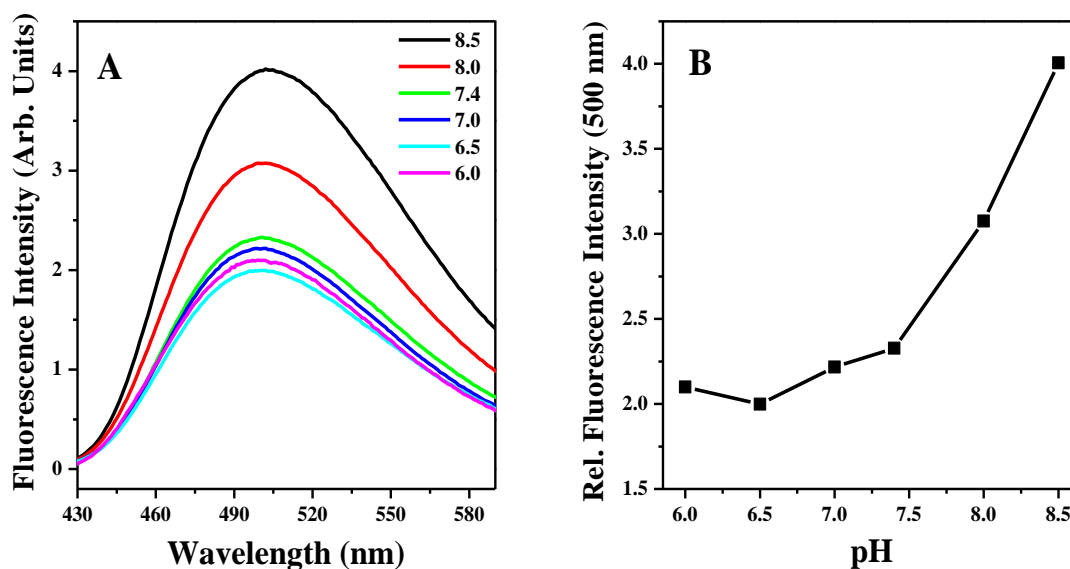 A
8.5
8.0
7.4
7.0
6.5
6.0
Fluorescence Intensity (Arb. Units)
4
3
2
1
0
430 460 490 520 550 580
Wavelength (nm)
B
Rel. Fluorescence Intensity (500 nm)
4.0
3.5
3.0
2.5
2.0
1.5
6.0 6.5 7.0 7.5 8.0 8.5
pH